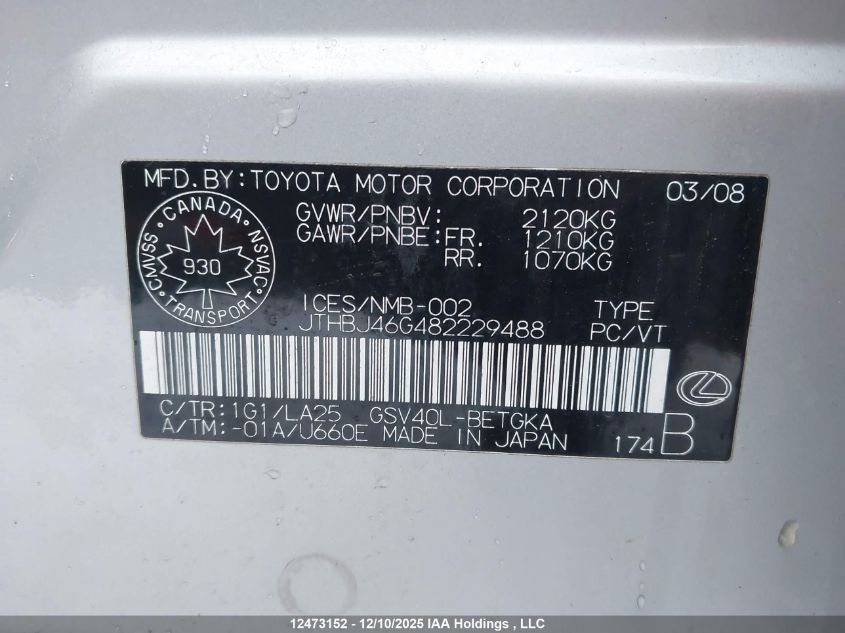 MFD.BY:TOYOTA MOTOR CORPORATION 03/08
GVWR/PNBV: 2120KG
GAWR/PNBE:FR. 1210KG
RR. 1070KG
CANADA
CMVSS 930 NSVAC
TRANSPORT
ICES/NMB-002 TYPE
JTHBJ46G482229488 PC/VT
C/TR:1G1/LA25 GSV40L-BETGKA
A/TM:-01A/U660E MADE IN JAPAN 174 B
12473152 - 12/10/2025 IAA Holdings , LLC